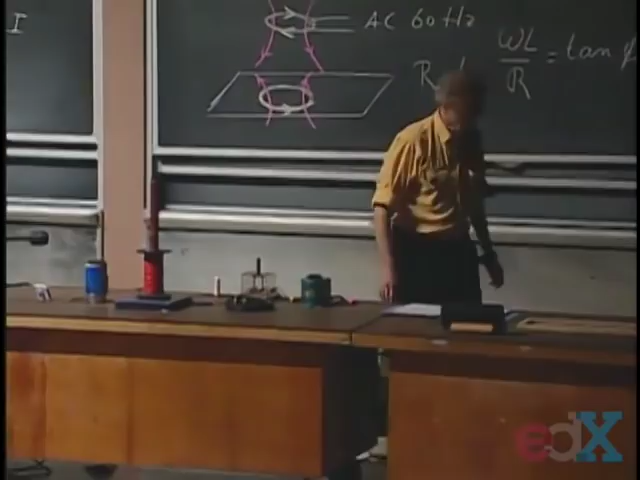 I
AC 60 Hz
ωL
R = tan φ
edX